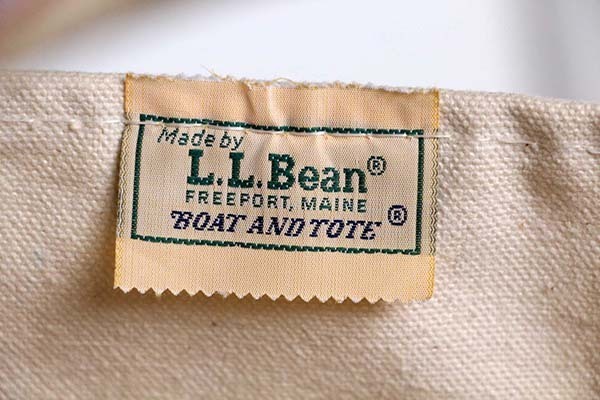 Made by
L.L.Bean®
FREEPORT, MAINE
"BOAT AND TOTE"®